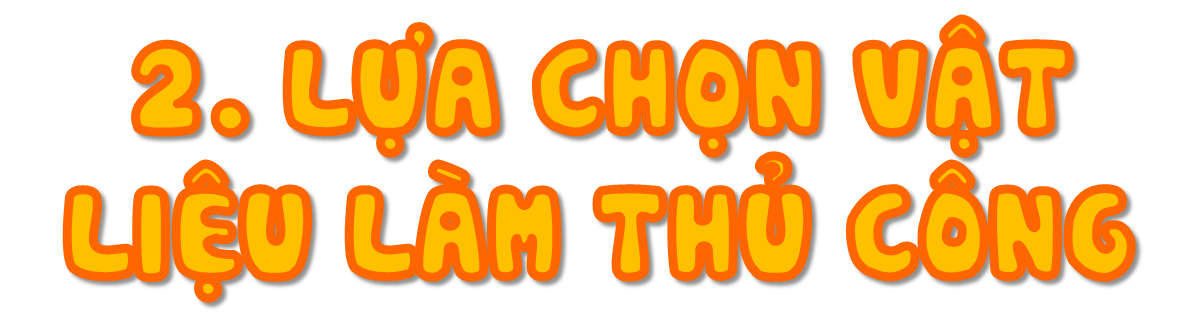 2. LỰA CHỌN VẬT
LIỆU LÀM THỦ CÔNG